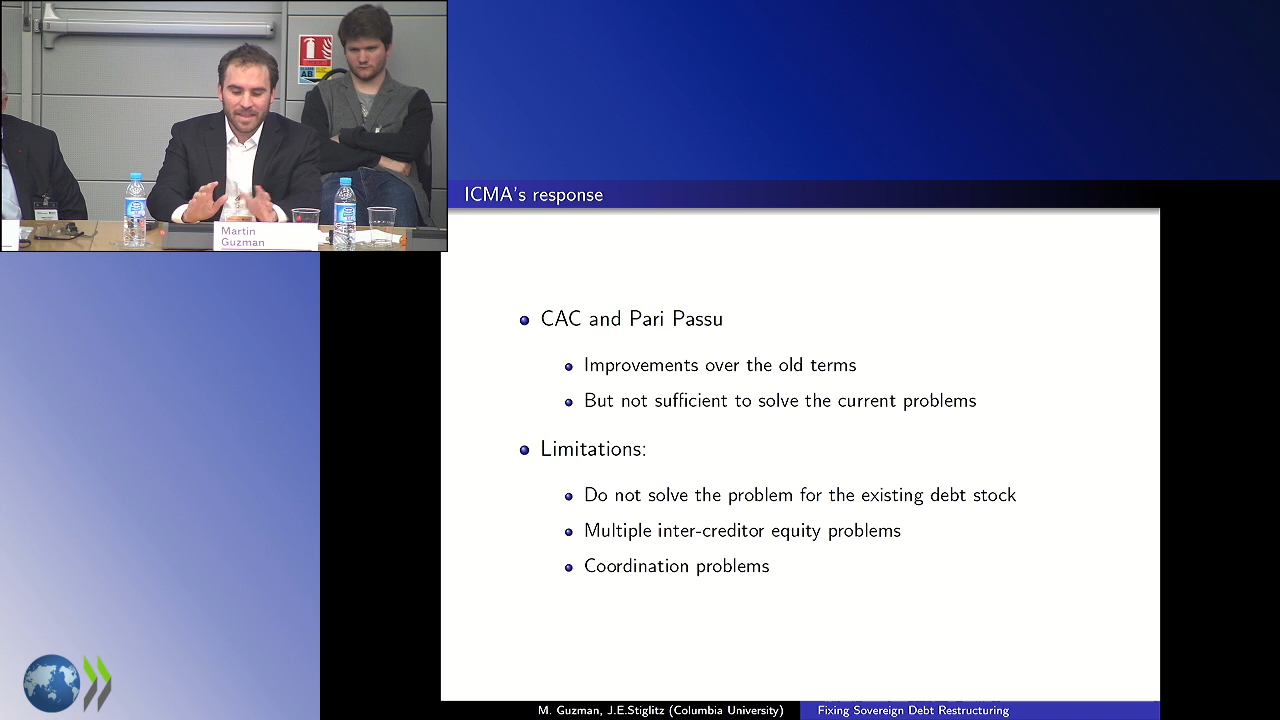 AB
Martin
Guzman
ICMA's response
CAC and Pari Passu
Improvements over the old terms
But not sufficient to solve the current problems
Limitations:
Do not solve the problem for the existing debt stock
Multiple inter-creditor equity problems
Coordination problems
M. Guzman, J.E.Stiglitz (Columbia University)
Fixing Sovereign Debt Restructuring